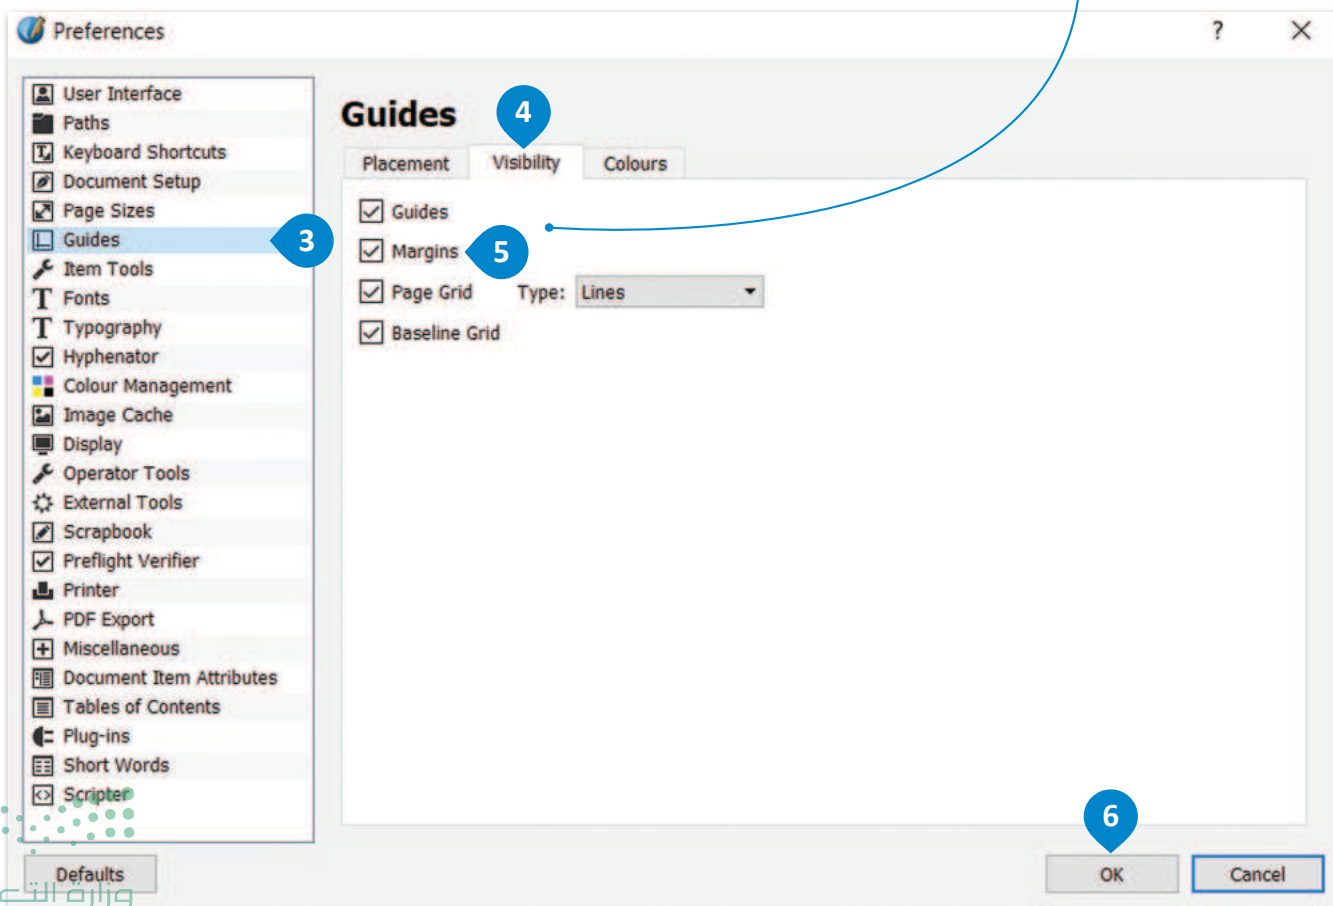 Preferences
?
User Interface
Paths
Keyboard Shortcuts
Document Setup
Page Sizes
Guides
3
Item Tools
Fonts
Typography
Hyphenator
Colour Management
Image Cache
Display
Operator Tools
External Tools
Scrapbook
Preflight Verifier
Printer
PDF Export
Miscellaneous
Document Item Attributes
Tables of Contents
Plug-ins
Short Words
Scripter
Defaults
Guides
4
Placement Visibility Colours
Guides
Margins 5
Page Grid Type: Lines
Baseline Grid
6
OK Cancel
وزارة